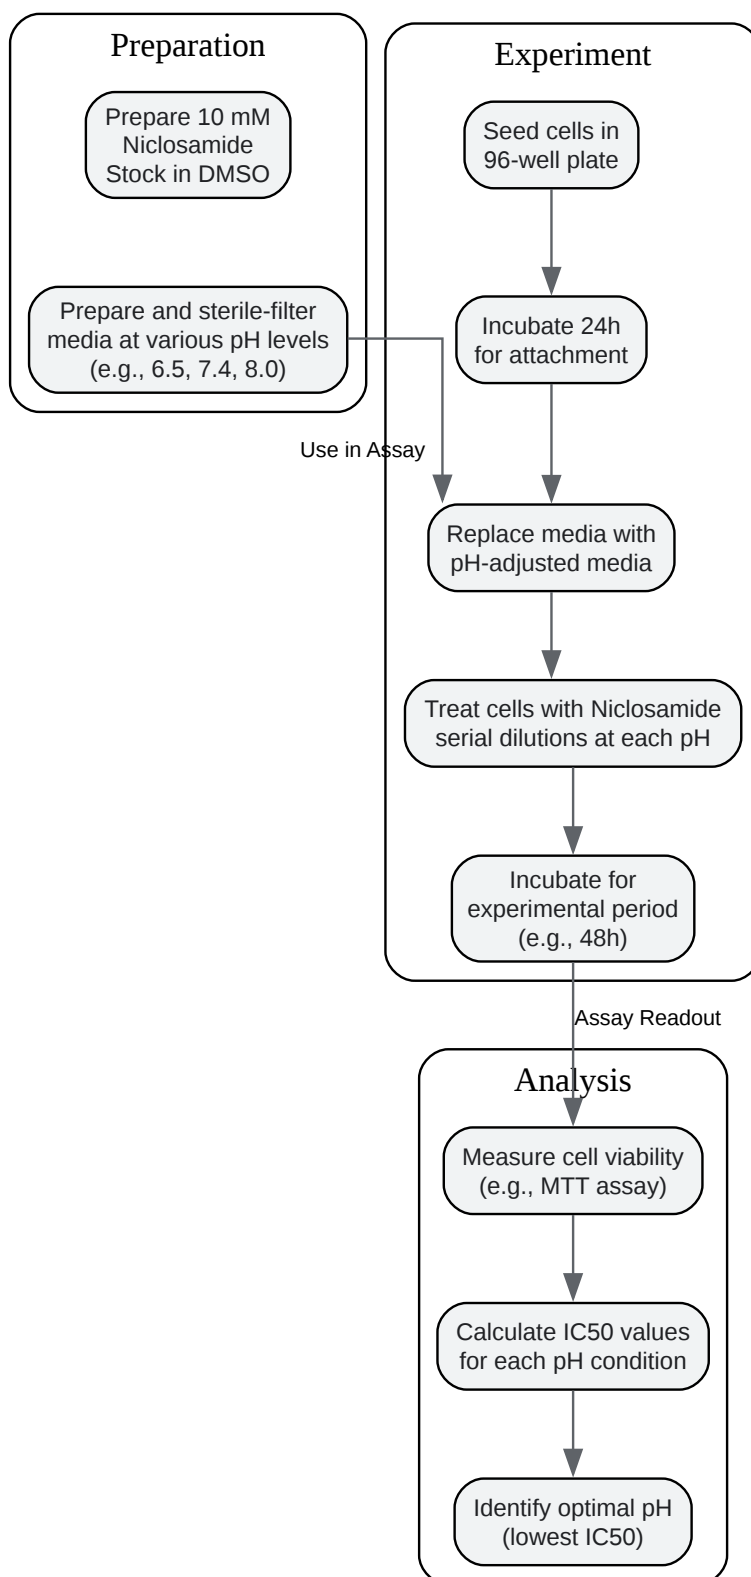 Preparation
Prepare 10 mM
Niclosamide
Stock in DMSO
Prepare and sterile-filter
media at various pH levels
(e.g., 6.5, 7.4, 8.0)
Use in Assay
Experiment
Seed cells in
96-well plate
Incubate 24h
for attachment
Replace media with
pH-adjusted media
Treat cells with Niclosamide
serial dilutions at each pH
Incubate for
experimental period
(e.g., 48h)
Assay Readout
Analysis
Measure cell viability
(e.g., MTT assay)
Calculate IC50 values
for each pH condition
Identify optimal pH
(lowest IC50)